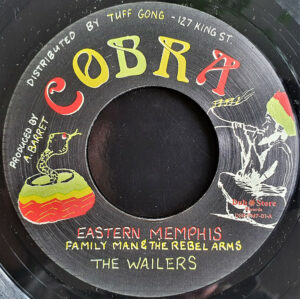 DISTRIBUTED BY TUFF GONG - 127 KING ST.
COBRA
PRODUCED BY
A. BARRET
EASTERN MEMPHIS
FAMILY MAN & THE REBEL ARMS
THE WAILERS
Store